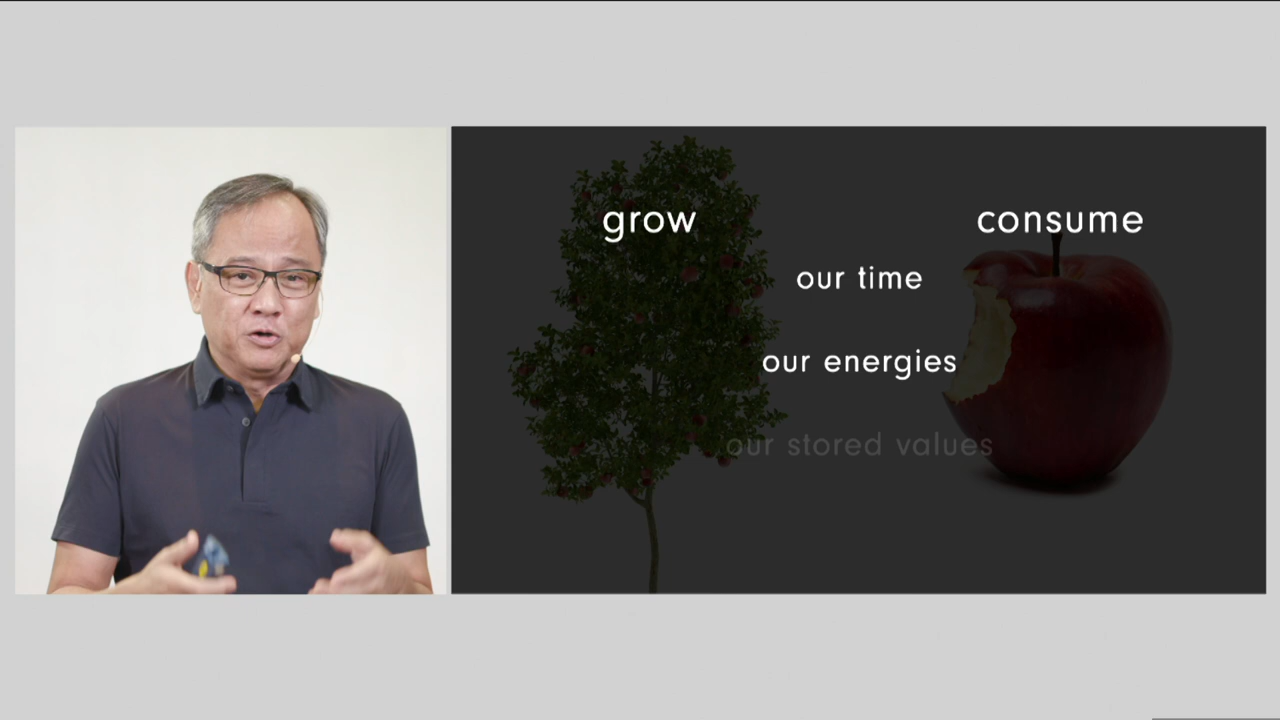 grow
consume
our time
our energies
our stored values